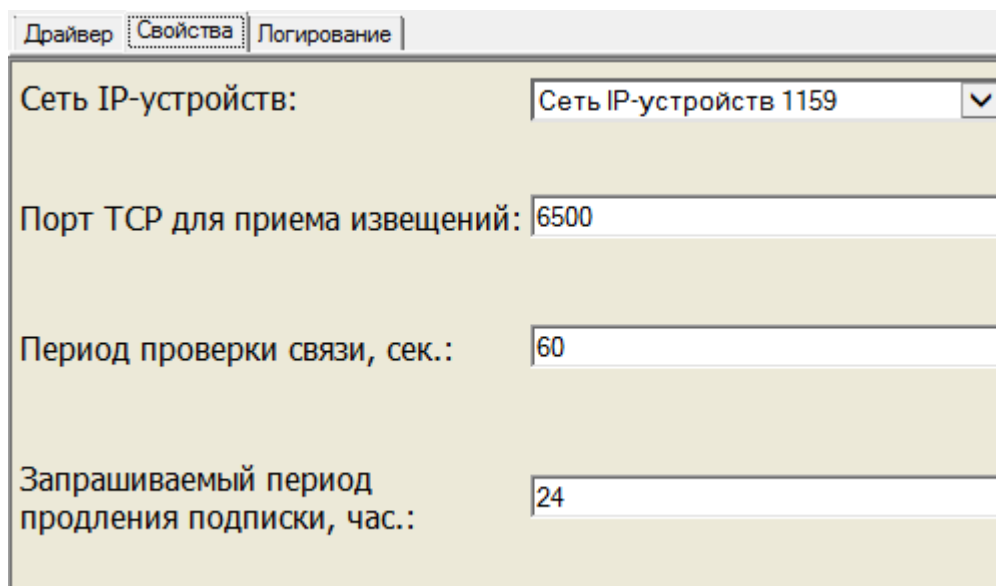 Драйвер Свойства Логирование
Сеть IP-устройств: Сеть IP-устройств 1159
Порт TCP для приема извещений: 6500
Период проверки связи, сек.: 60
Запрашиваемый период
продления подписки, час.: 24